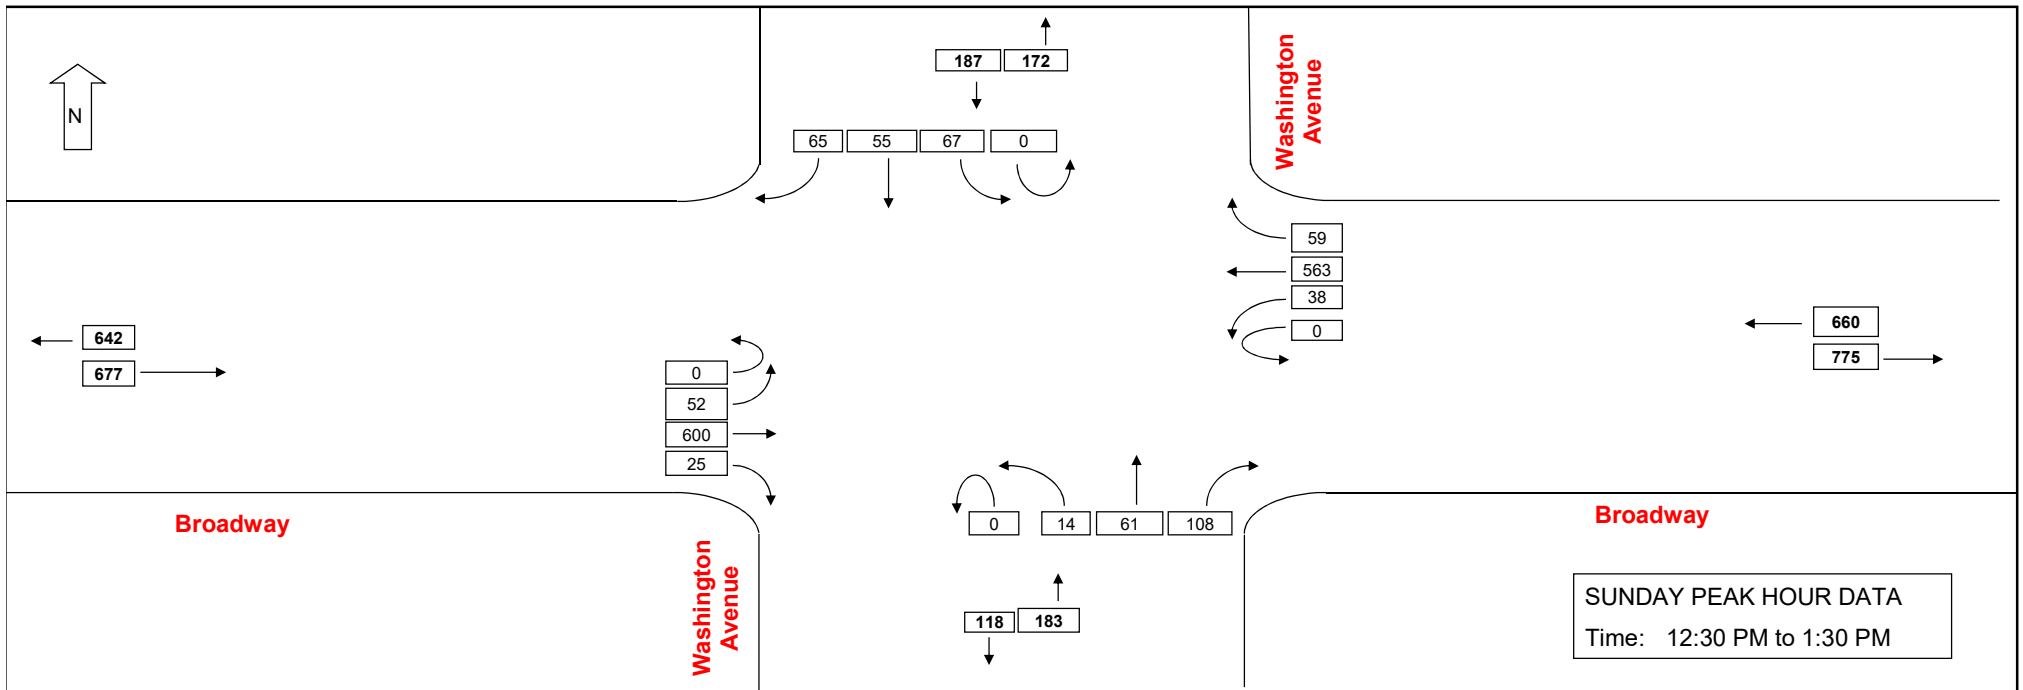 187 172
Washington
Avenue
N
65 55 67 0
59
563
38
0
642
677
660
775
0
52
600
25
0 14 61 108
Broadway
Broadway
Washington
Avenue
118 183
SUNDAY PEAK HOUR DATA
Time: 12:30 PM to 1:30 PM